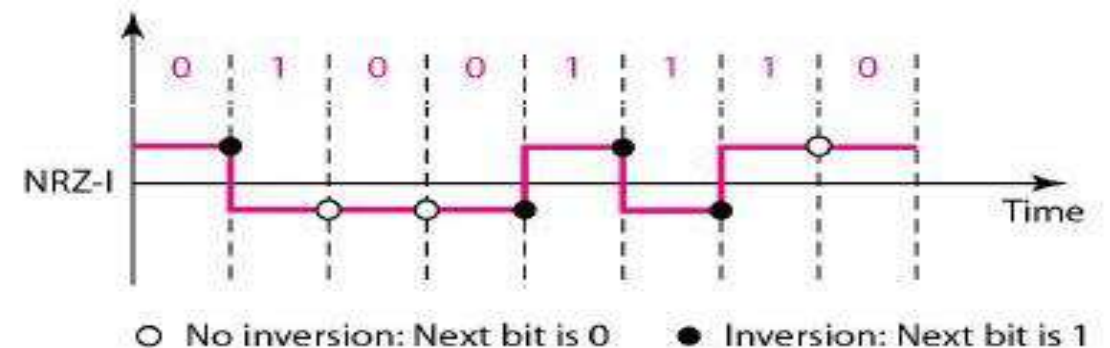 0 1 0 0 1 1 1 0
NRZ-I
Time
No inversion: Next bit is 0 Inversion: Next bit is 1